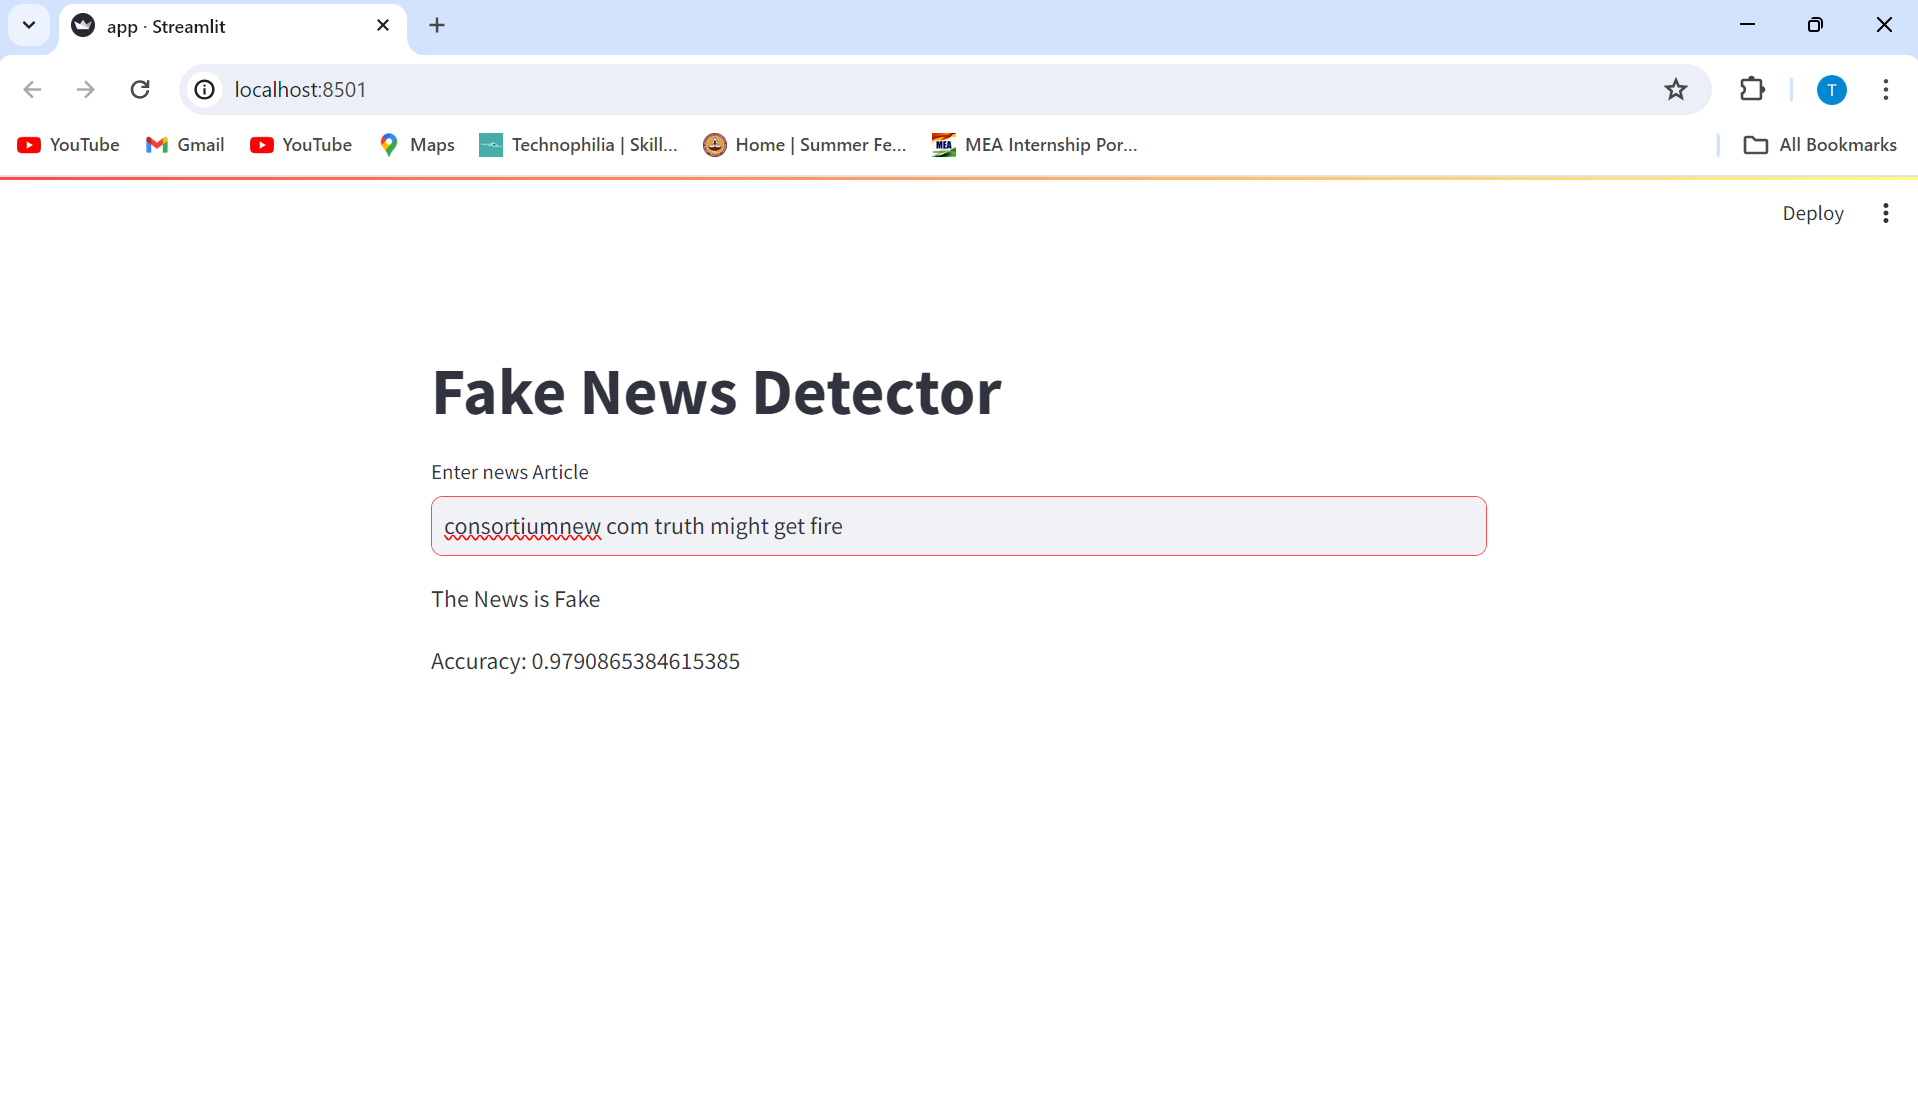 app · Streamlit
localhost:8501
T
YouTube Gmail YouTube Maps Technophilia | Skill... Home | Summer Fe... MEA MEA Internship Por... All Bookmarks
Deploy
Fake News Detector
Enter news Article
consortiumnew com truth might get fire
The News is Fake
Accuracy: 0.9790865384615385